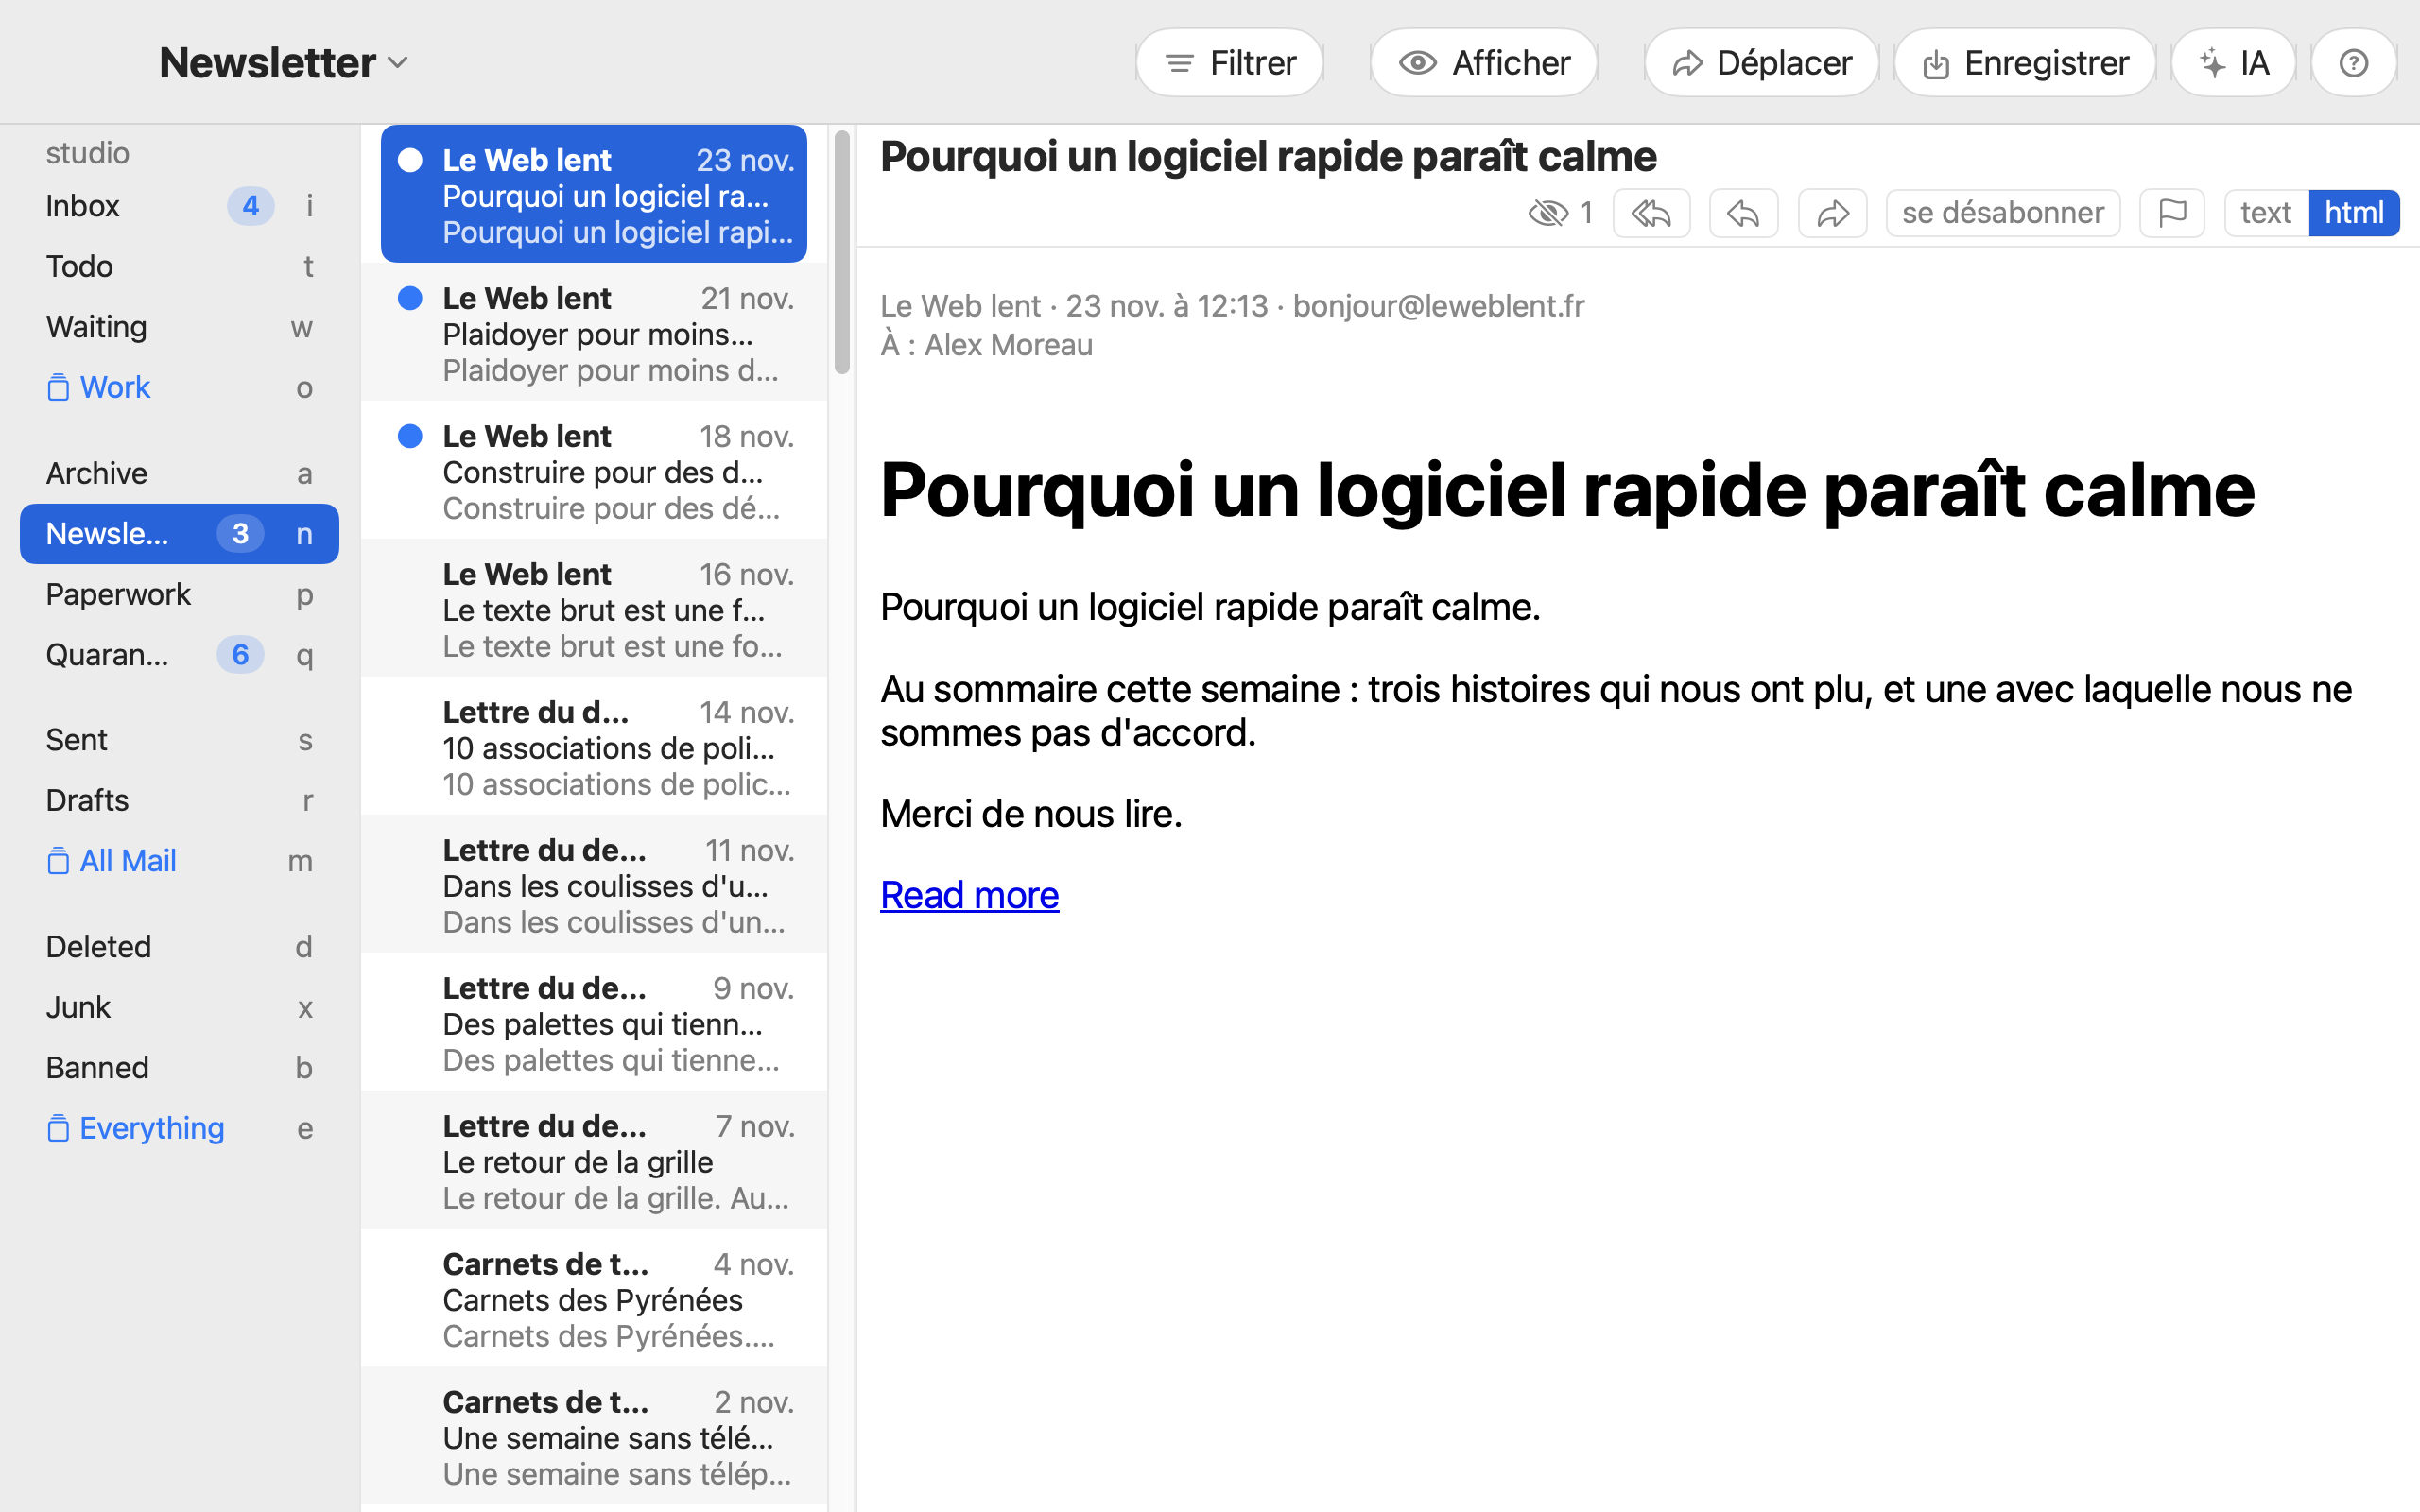 Newsletter
Filtrer
Afficher
Déplacer
Enregistrer
IA
studio
Inbox 4 i
Todo t
Waiting w
Work o
Archive a
Newsle... 3 n
Paperwork p
Quaran... 6 q
Sent s
Drafts r
All Mail m
Deleted d
Junk x
Banned b
Everything e
Le Web lent 23 nov.
Pourquoi un logiciel ra...
Pourquoi un logiciel rapi...
Le Web lent 21 nov.
Plaidoyer pour moins...
Plaidoyer pour moins d...
Le Web lent 18 nov.
Construire pour des d...
Construire pour des dé...
Le Web lent 16 nov.
Le texte brut est une f...
Le texte brut est une fo...
Lettre du d... 14 nov.
10 associations de poli...
10 associations de polic...
Lettre du de... 11 nov.
Dans les coulisses d'u...
Dans les coulisses d'un...
Lettre du de... 9 nov.
Des palettes qui tienn...
Des palettes qui tienne...
Lettre du de... 7 nov.
Le retour de la grille
Le retour de la grille. Au...
Carnets de t... 4 nov.
Carnets des Pyrénées
Carnets des Pyrénées....
Carnets de t... 2 nov.
Une semaine sans télé...
Une semaine sans télép...
Pourquoi un logiciel rapide paraît calme
1
se désabonner
text
html
Le Web lent · 23 nov. à 12:13 · bonjour@leweblent.fr
À : Alex Moreau
Pourquoi un logiciel rapide paraît calme
Pourquoi un logiciel rapide paraît calme.
Au sommaire cette semaine : trois histoires qui nous ont plu, et une avec laquelle nous ne
sommes pas d'accord.
Merci de nous lire.
Read more